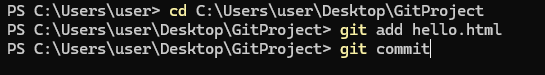 PS C:\Users\user> cd C:\Users\user\Desktop\GitProject
PS C:\Users\user\Desktop\GitProject> git add hello.html
PS C:\Users\user\Desktop\GitProject> git commit